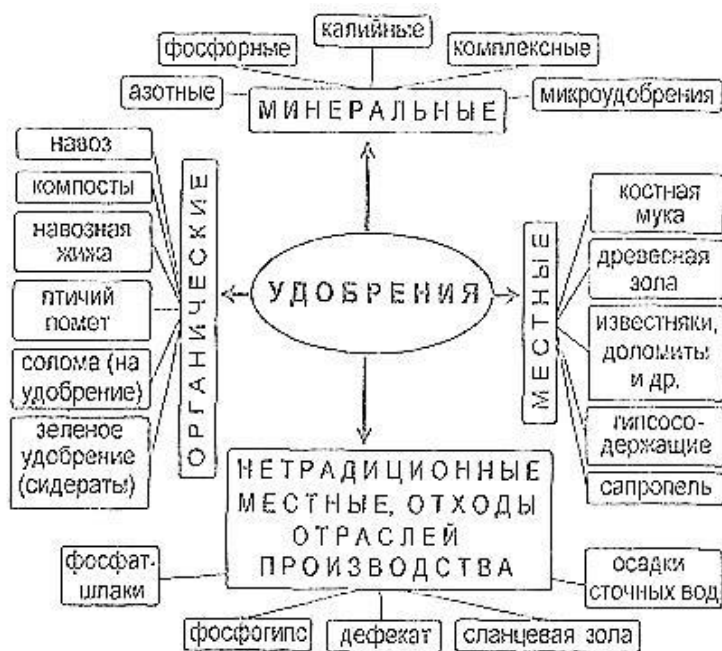 калийные
фосфорные
комплексные
азотные
МИНЕРАЛЬНЫЕ
микроудобрения
навоз
компосты
навозная
жижа
птичий
помет
солома (на
удобрение)
зеленое
удобрение
(сидераты)
ОРГАНИЧЕСКИЕ
УДОБРЕНИЯ
МЕСТНЫЕ
костная
мука
древесная
зола
известняки,
доломиты
и др.
гипсосо-
держащие
сапропель
НЕТРАДИЦИОННЫЕ
МЕСТНЫЕ, ОТХОДЫ
ОТРАСЛЕЙ
ПРОИЗВОДСТВА
фосфат-
шлаки
фосфогипс
дефекат
сланцевая зола
осадки
сточных вод